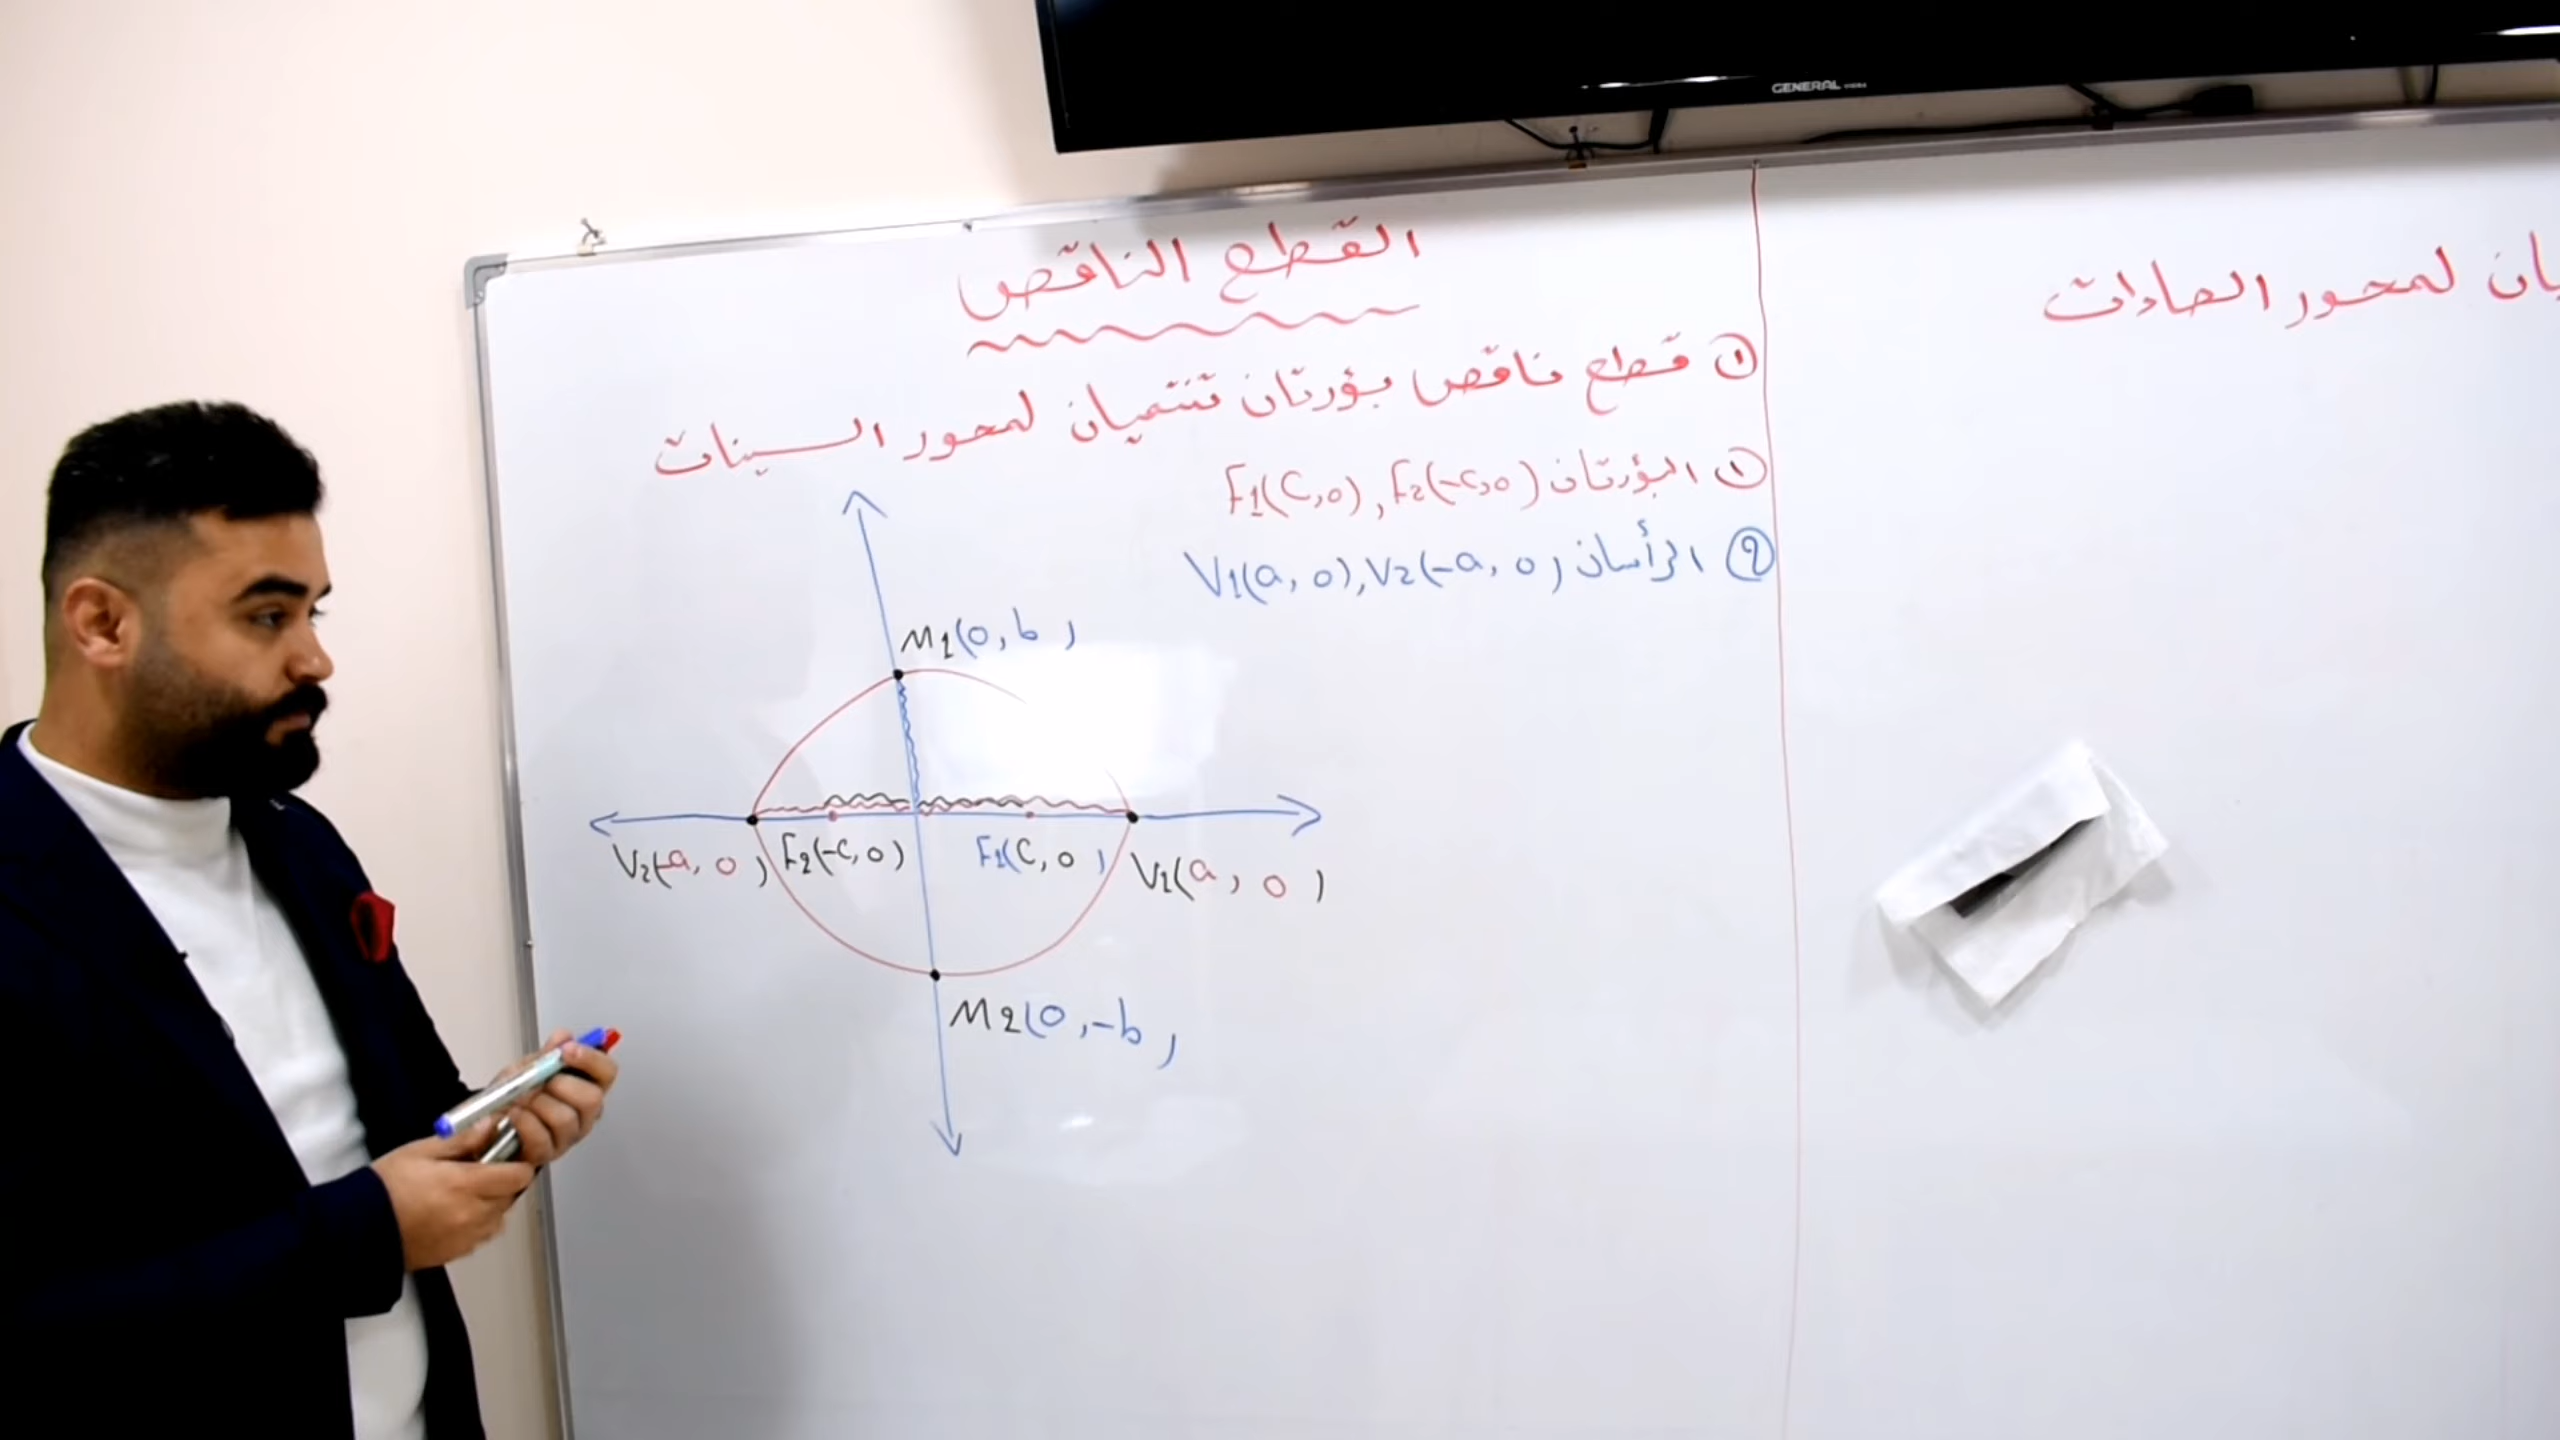 GENERAL
القطع الناقص
① قطع ناقص بؤرتان تنتميان لمحور السينات
① البؤرتان F1(C,0), F2(-C,0)
② الرأسان V1(a, 0), V2(-a, 0)
M1(0, b)
V2(-a, 0) F2(-C, 0) F1(C, 0) V1(a, 0)
M2(0, -b)
لمحور الصادات